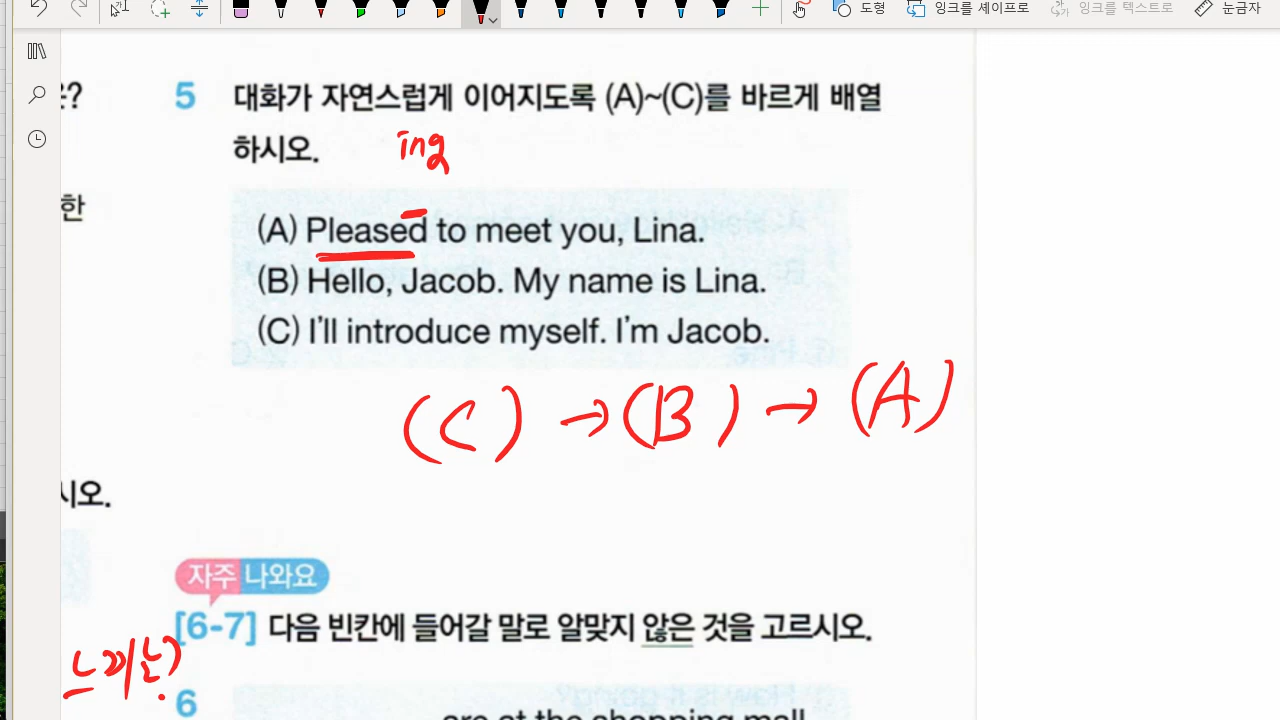 도형
잉크를 셰이프로
잉크를 텍스트로
눈금자
5 대화가 자연스럽게 이어지도록 (A)~(C)를 바르게 배열
하시오.
ing
한
(A) Pleased to meet you, Lina.
(B) Hello, Jacob. My name is Lina.
(C) I'll introduce myself. I'm Jacob.
(C) → (B) → (A)
시오.
자주 나와요
[6-7] 다음 빈칸에 들어갈 말로 알맞지 않은 것을 고르시오.
6
are at the shopping mall